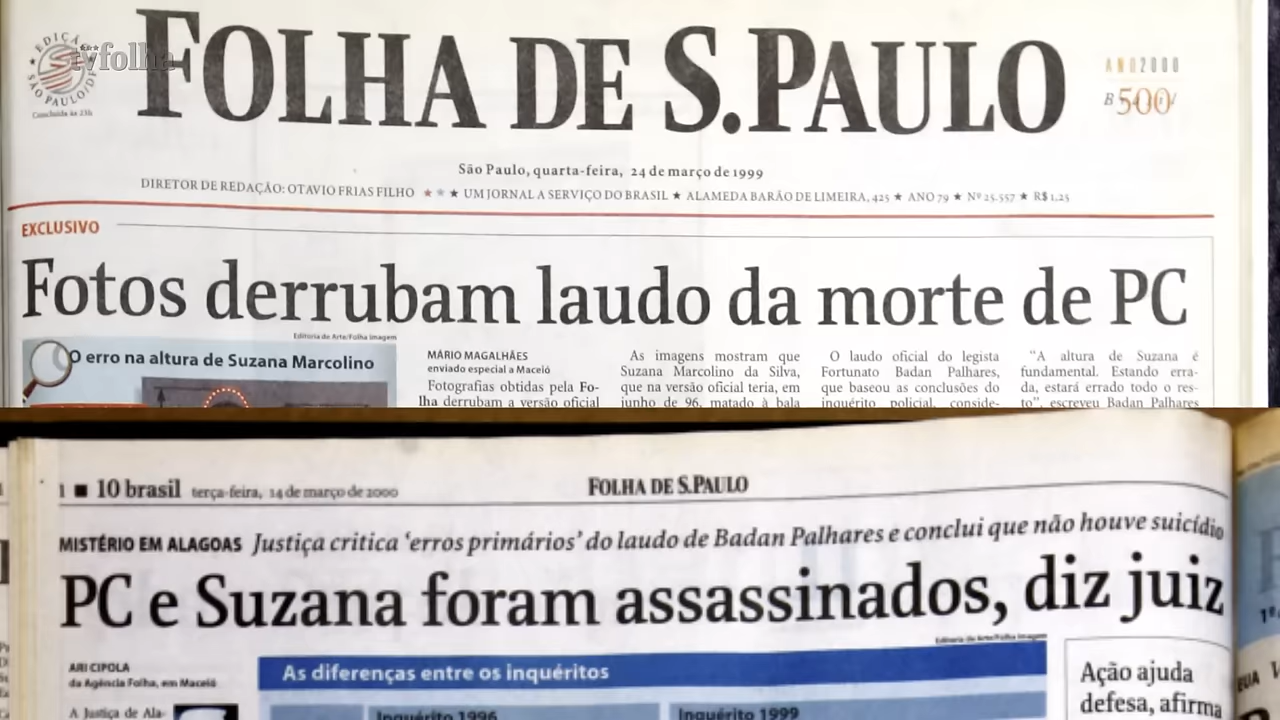 EDIÇÃO
SÃO PAULO/DF
Concluída às 23h
tvfolha
FOLHA DE S.PAULO
ANO 2000
500
São Paulo, quarta-feira, 24 de março de 1999
DIRETOR DE REDAÇÃO: OTAVIO FRIAS FILHO ★ ★ ★ UM JORNAL A SERVIÇO DO BRASIL ★ ALAMEDA BARÃO DE LIMEIRA, 425 ★ ANO 79 ★ Nº 25.557 ★ R$ 1,25
EXCLUSIVO
Fotos derrubam laudo da morte de PC
Editoria de Arte/Folha Imagem
O erro na altura de Suzana Marcolino
MÁRIO MAGALHÃES
enviado especial a Maceió
Fotografias obtidas pela Fo-
lha derrubam a versão oficial
As imagens mostram que
Suzana Marcolino da Silva,
que na versão oficial teria, em
junho de 96, matado à bala
O laudo oficial do legista
Fortunato Badan Palhares,
que baseou as conclusões do
inquérito policial, conside-
"A altura de Suzana é
fundamental. Estando erra-
da, estará errado todo o res-
to", escreveu Badan Palhares
1 ■ 10 brasil terça-feira, 14 de março de 2000
FOLHA DE S.PAULO
MISTÉRIO EM ALAGOAS Justiça critica 'erros primários' do laudo de Badan Palhares e conclui que não houve suicídio
PC e Suzana foram assassinados, diz juiz
Editoria de Arte/Folha Imagem
ARI CIPOLA
da Agência Folha, em Maceió
A Justiça de Ala-
As diferenças entre os inquéritos
Inquérito 1996
Inquérito 1999
Ação ajuda
defesa, afirma